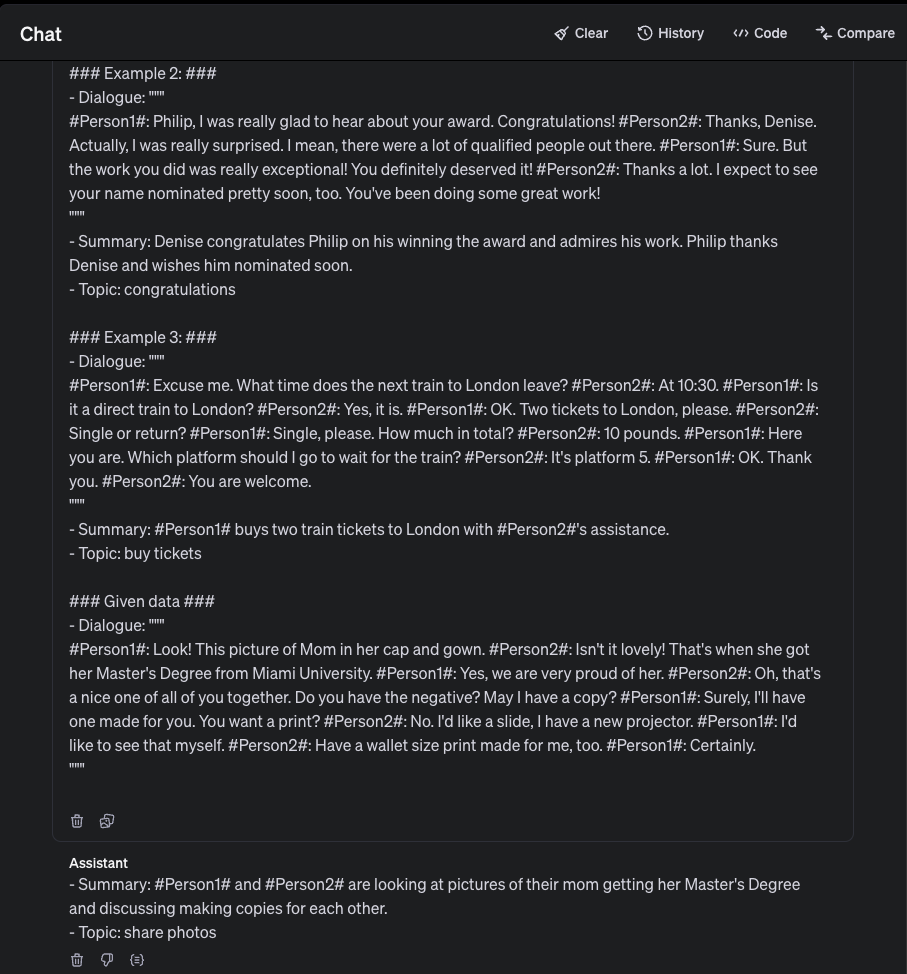 Chat
Clear
History
Code
Compare
### Example 2: ###
- Dialogue: """
#Person1#: Philip, I was really glad to hear about your award. Congratulations! #Person2#: Thanks, Denise.
Actually, I was really surprised. I mean, there were a lot of qualified people out there. #Person1#: Sure. But
the work you did was really exceptional! You definitely deserved it! #Person2#: Thanks a lot. I expect to see
your name nominated pretty soon, too. You've been doing some great work!
"""
- Summary: Denise congratulates Philip on his winning the award and admires his work. Philip thanks
Denise and wishes him nominated soon.
- Topic: congratulations
### Example 3: ###
- Dialogue: """
#Person1#: Excuse me. What time does the next train to London leave? #Person2#: At 10:30. #Person1#: Is
it a direct train to London? #Person2#: Yes, it is. #Person1#: OK. Two tickets to London, please. #Person2#:
Single or return? #Person1#: Single, please. How much in total? #Person2#: 10 pounds. #Person1#: Here
you are. Which platform should I go to wait for the train? #Person2#: It's platform 5. #Person1#: OK. Thank
you. #Person2#: You are welcome.
"""
- Summary: #Person1# buys two train tickets to London with #Person2#'s assistance.
- Topic: buy tickets
### Given data ###
- Dialogue: """
#Person1#: Look! This picture of Mom in her cap and gown. #Person2#: Isn't it lovely! That's when she got
her Master's Degree from Miami University. #Person1#: Yes, we are very proud of her. #Person2#: Oh, that's
a nice one of all of you together. Do you have the negative? May I have a copy? #Person1#: Surely, I'll have
one made for you. You want a print? #Person2#: No. I'd like a slide, I have a new projector. #Person1#: I'd
like to see that myself. #Person2#: Have a wallet size print made for me, too. #Person1#: Certainly.
"""
Assistant
- Summary: #Person1# and #Person2# are looking at pictures of their mom getting her Master's Degree
and discussing making copies for each other.
- Topic: share photos